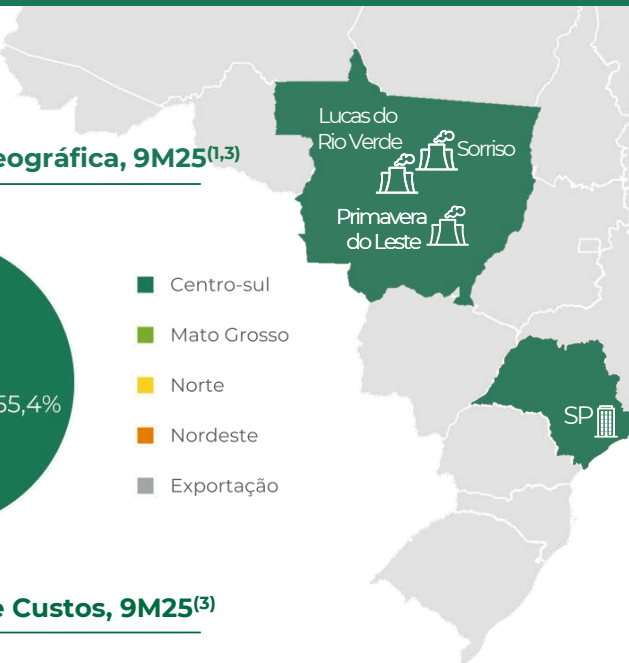 eográfica, 9M25(1,3)
55,4%
Centro-sul
Mato Grosso
Norte
Nordeste
Exportação
e Custos, 9M25(3)
Lucas do
Rio Verde
Sorriso
Primavera
do Leste
SP